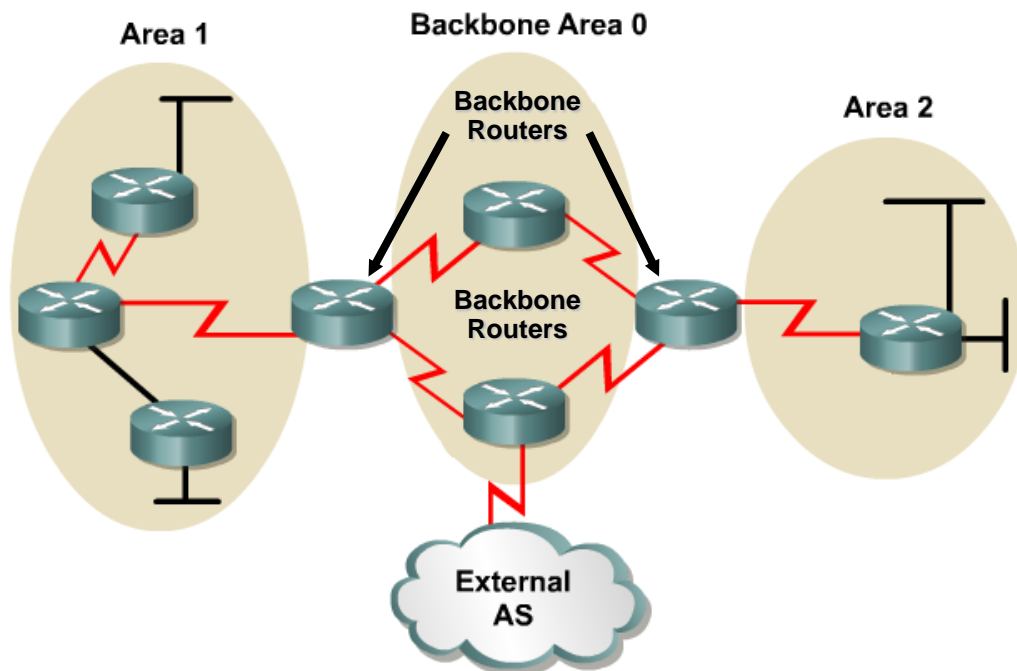 Area 1
Backbone Area 0
Backbone
Routers
Area 2
Backbone
Routers
External
AS